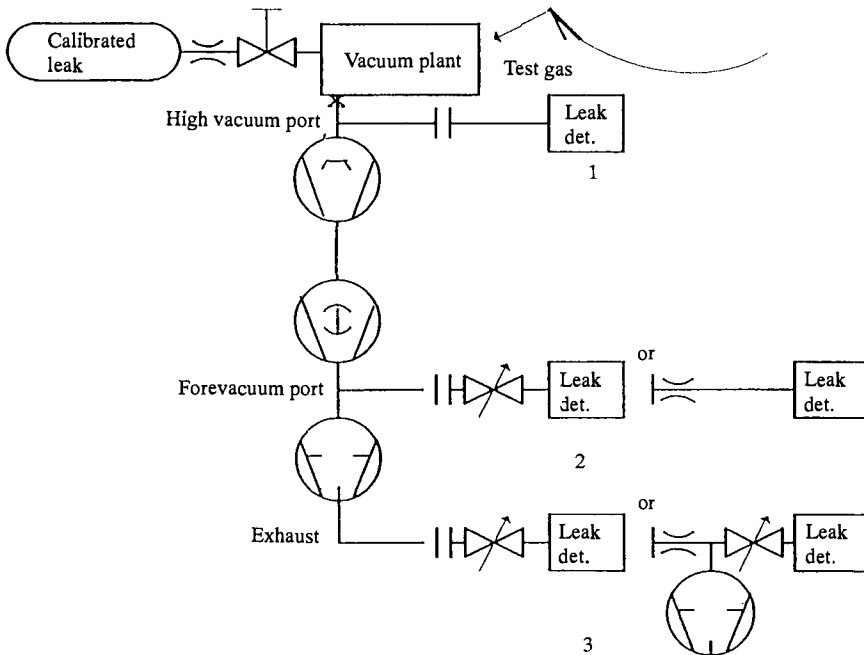 Calibrated
leak
Vacuum plant
Test gas
High vacuum port
Leak
det.
1
Forevacuum port
Leak
det.
or
Leak
det.
2
Exhaust
Leak
det.
or
Leak
det.
3